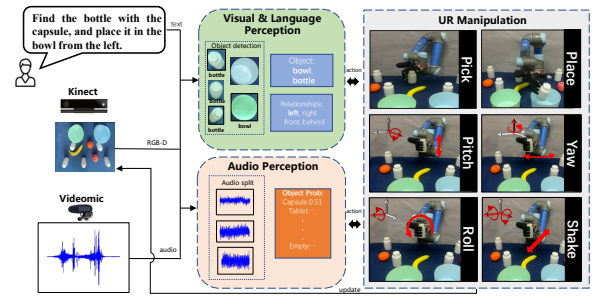 Find the bottle with the
capsule, and place it in the
bowl from the left.
text
Kinect
RGB-D
Videomic
audio
Visual & Language
Perception
Object detection
bottle
bottle
bottle
bowl
Object:
bowl,
bottle
Relationships:
left, right
front, behind
action
Audio Perception
Audio split
Object Prob:
Capsule:0.51
Tablet:···
.
.
.
Empty:···
action
UR Manipulation
Pick
Place
Pitch
Yaw
Roll
Shake
update